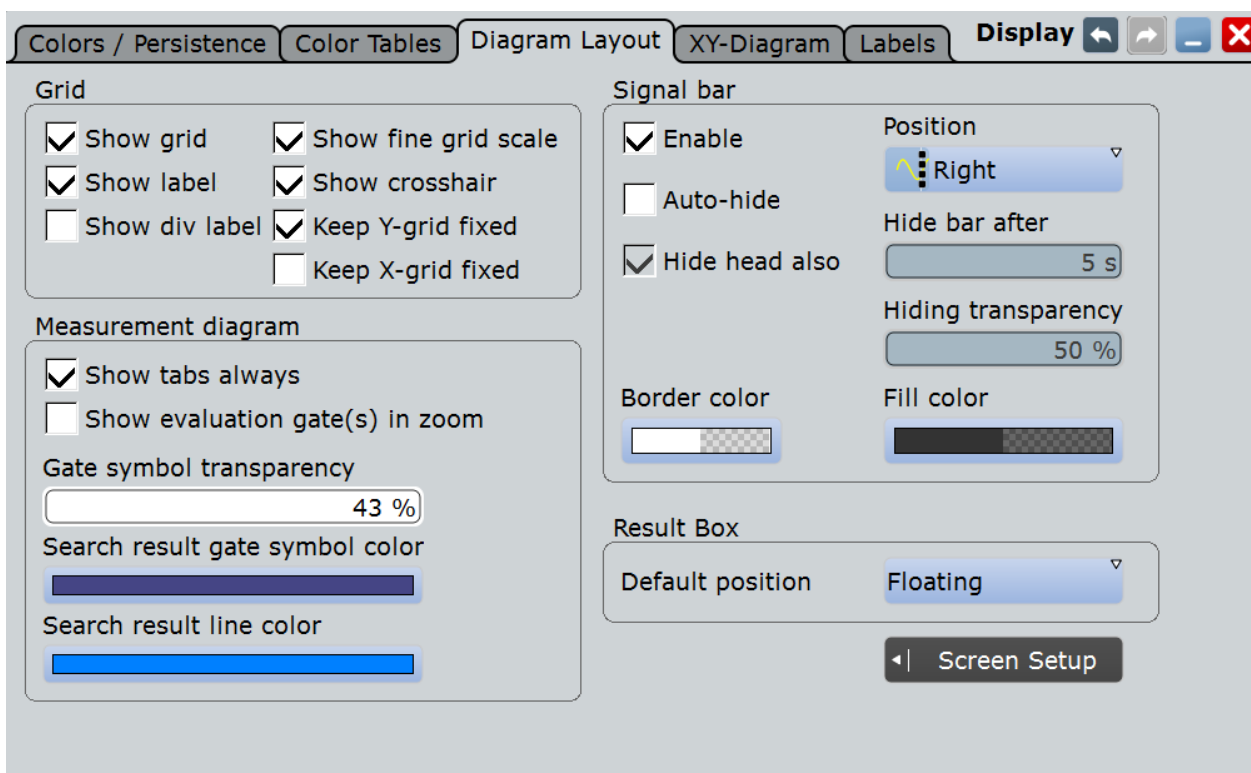 Colors / Persistence Color Tables Diagram Layout XY-Diagram Labels Display
Grid
Show grid Show fine grid scale
Show label Show crosshair
Show div label Keep Y-grid fixed
Keep X-grid fixed
Measurement diagram
Show tabs always
Show evaluation gate(s) in zoom
Gate symbol transparency
43 %
Search result gate symbol color
Search result line color
Signal bar
Enable
Position
Right
Auto-hide
Hide bar after
5 s
Hide head also
Hiding transparency
50 %
Border color Fill color
Result Box
Default position Floating
Screen Setup